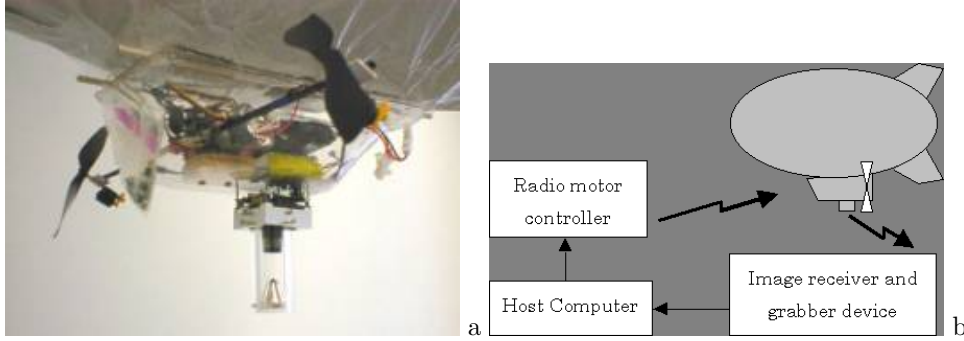 Radio motor
controller
Host Computer
Image receiver and
grabber device
a
b